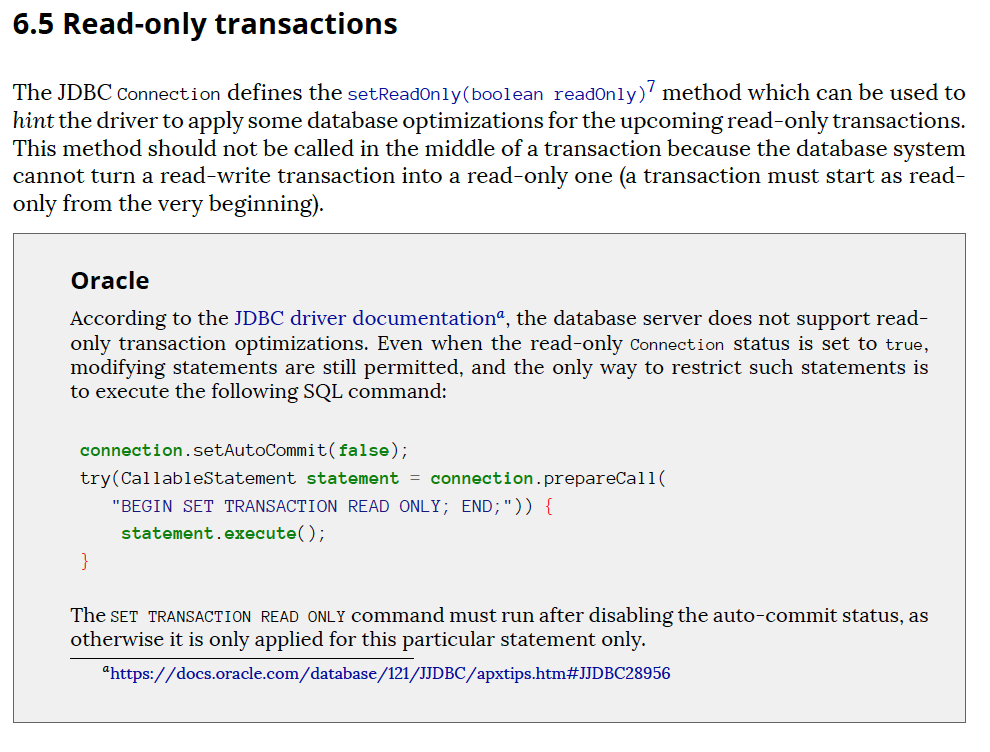 6.5 Read-only transactions
The JDBC Connection defines the setReadOnly(boolean readOnly)7 method which can be used to
hint the driver to apply some database optimizations for the upcoming read-only transactions.
This method should not be called in the middle of a transaction because the database system
cannot turn a read-write transaction into a read-only one (a transaction must start as read-
only from the very beginning).
Oracle
According to the JDBC driver documentationa, the database server does not support read-
only transaction optimizations. Even when the read-only Connection status is set to true,
modifying statements are still permitted, and the only way to restrict such statements is
to execute the following SQL command:
connection.setAutoCommit(false);
try(CallableStatement statement = connection.prepareCall(
"BEGIN SET TRANSACTION READ ONLY; END;")) {
statement.execute();
}
The SET TRANSACTION READ ONLY command must run after disabling the auto-commit status, as
otherwise it is only applied for this particular statement only.
ahttps://docs.oracle.com/database/121/JJDBC/apxtips.htm#JJDBC28956